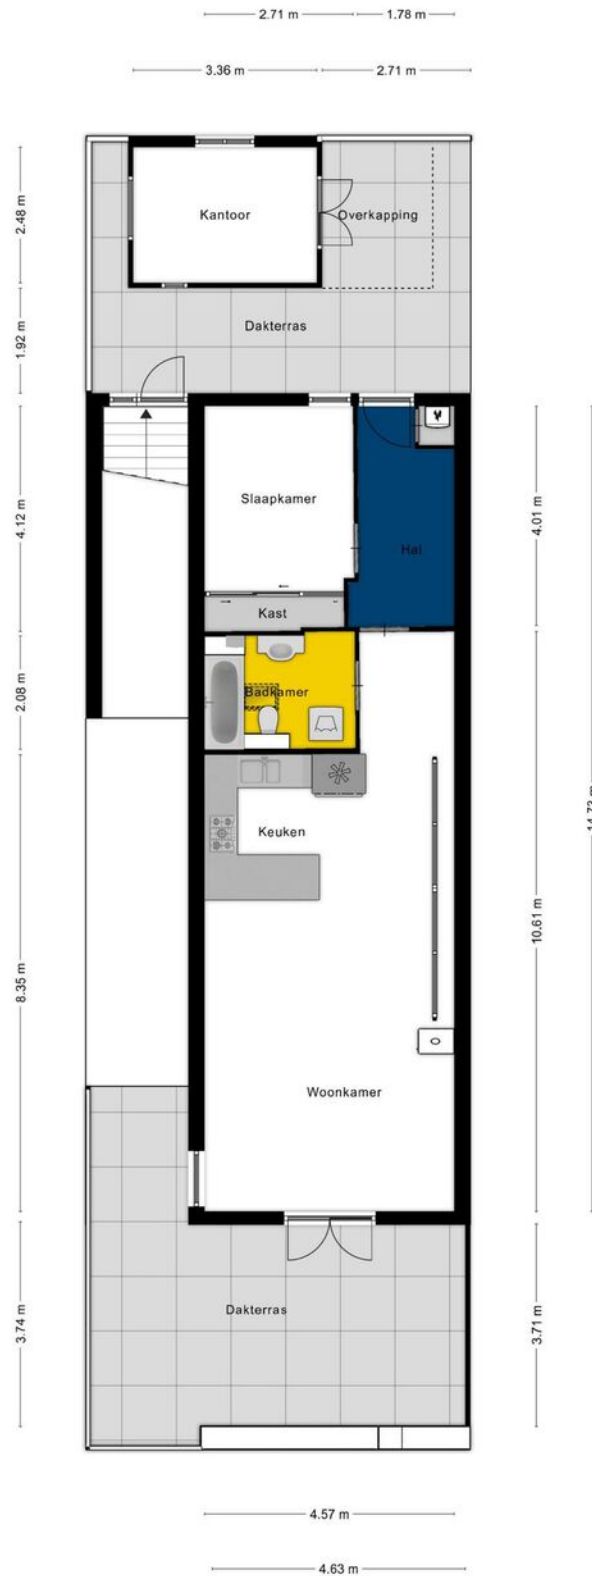 2.71 m
1.78 m
3.36 m
2.71 m
2.48 m
Kantoor
Overkapping
1.92 m
Dakterras
4.12 m
Slaapkamer
Hal
4.01 m
Kast
2.08 m
Badkamer
14.73 m
Keuken
10.61 m
8.35 m
Woonkamer
3.74 m
Dakterras
3.71 m
4.57 m
4.63 m